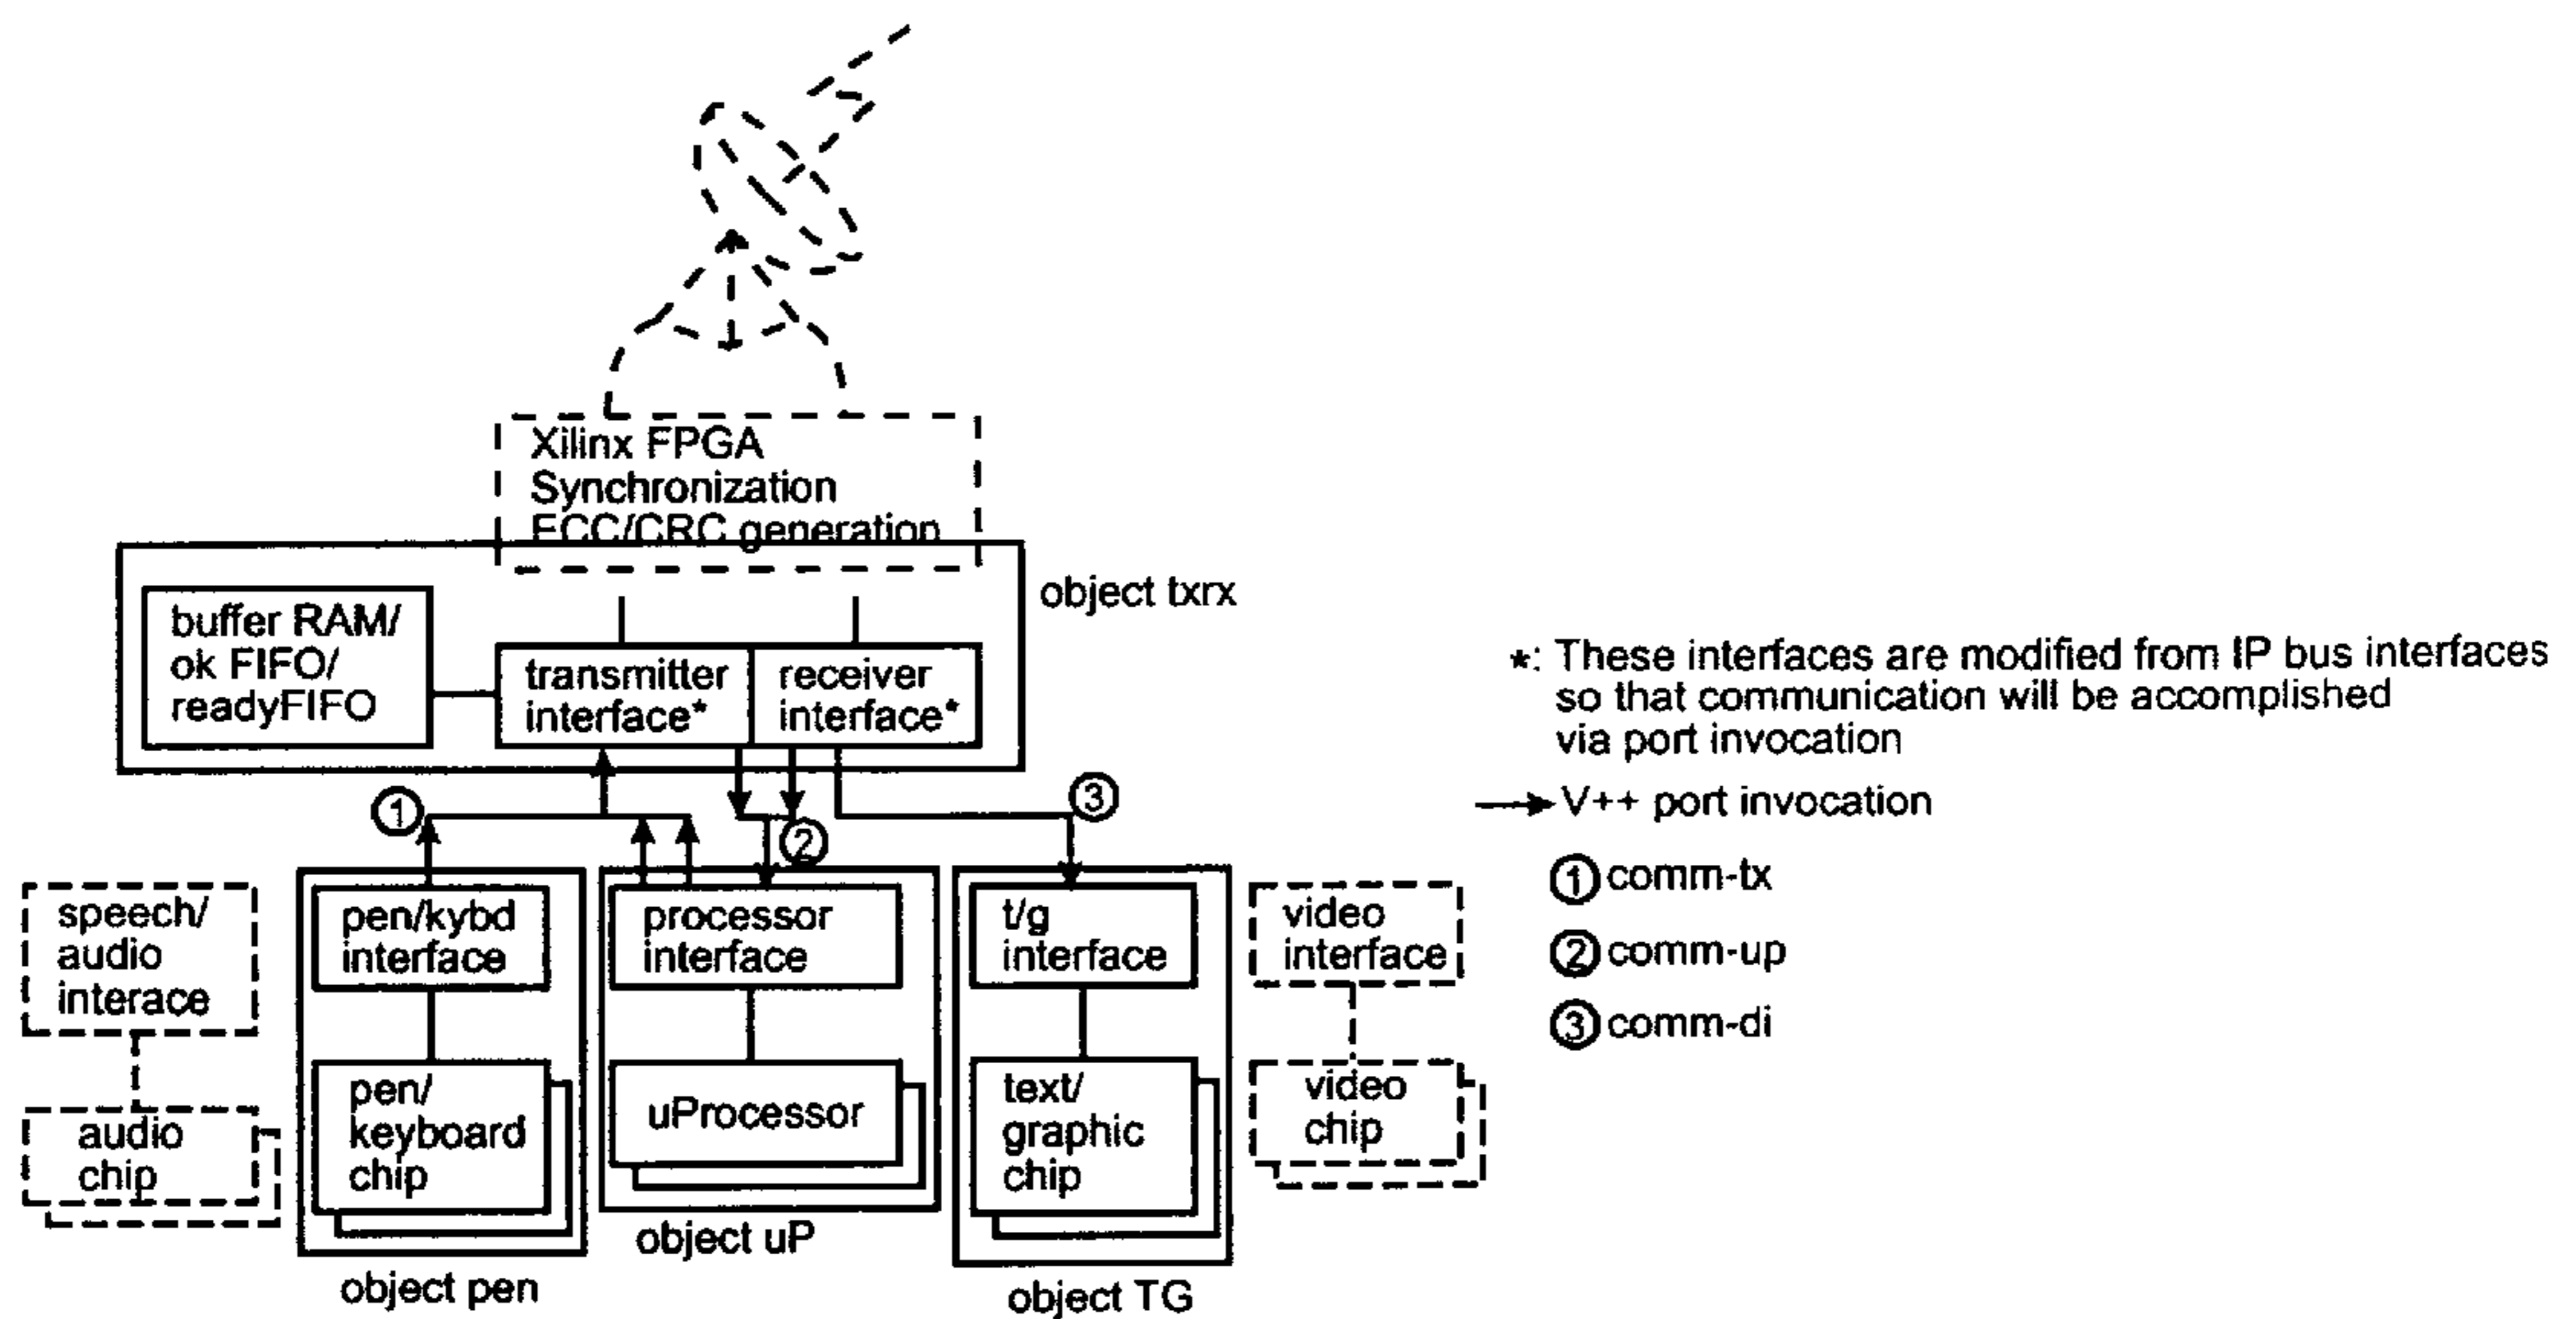 Xilinx FPGA
Synchronization
ECC/CRC generation
object txrx
buffer RAM/
ok FIFO/
readyFIFO
transmitter
interface*
receiver
interface*
*: These interfaces are modified from IP bus interfaces
so that communication will be accomplished
via port invocation
V++ port invocation
① comm-tx
② comm-up
③ comm-di
①
②
③
speech/
audio
interace
audio
chip
pen/kybd
interface
pen/
keyboard
chip
object pen
processor
interface
uProcessor
object uP
t/g
interface
text/
graphic
chip
object TG
video
interface
video
chip